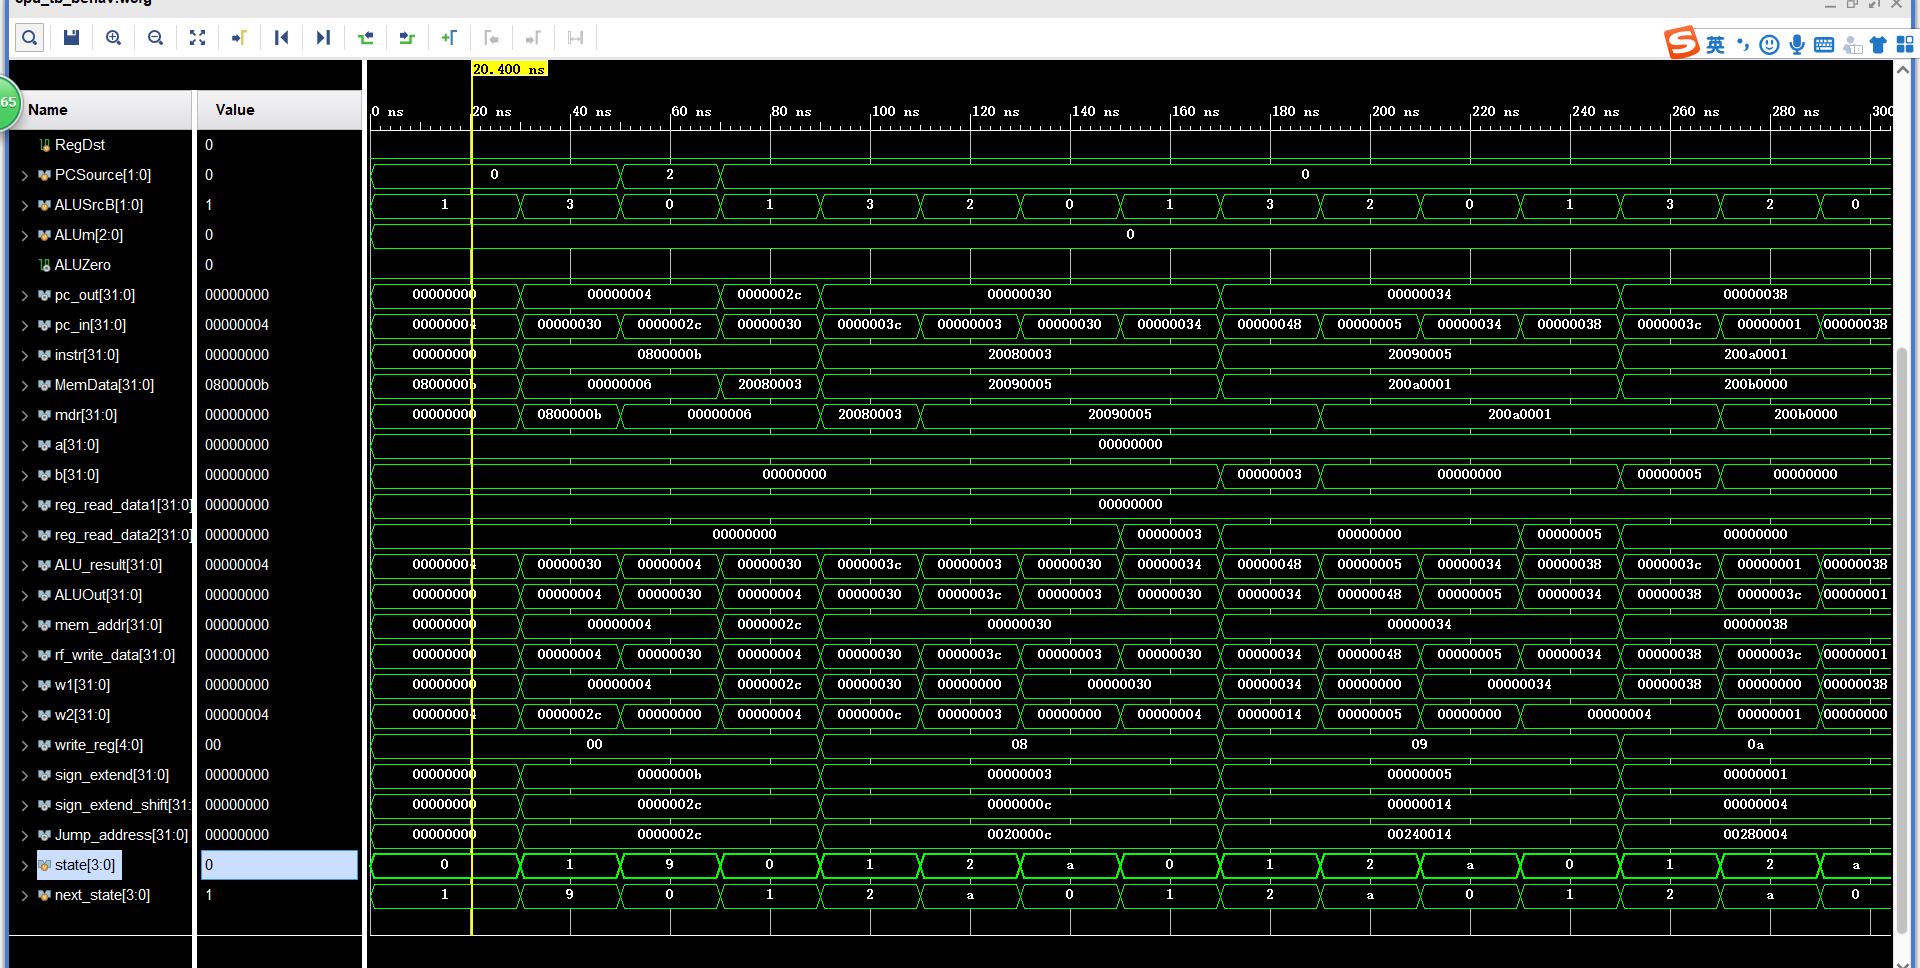 cpu_tb_behav.wcfg
英
20.400 ns
65
Name Value
0 ns 20 ns 40 ns 60 ns 80 ns 100 ns 120 ns 140 ns 160 ns 180 ns 200 ns 220 ns 240 ns 260 ns 280 ns 300
RegDst 0
PCSource[1:0] 0 0 2 0
ALUSrcB[1:0] 1 1 3 0 1 3 2 0 1 3 2 0 1 3 2 0
ALUm[2:0] 0 0
ALUZero 0
pc_out[31:0] 00000000 00000000 00000004 0000002c 00000030 00000034 00000038
pc_in[31:0] 00000004 00000004 00000030 0000002c 00000030 0000003c 00000003 00000030 00000034 00000048 00000005 00000034 00000038 0000003c 00000001 00000038
instr[31:0] 00000000 00000000 0800000b 20080003 20090005 200a0001
MemData[31:0] 0800000b 0800000b 00000006 20080003 20090005 200a0001 200b0000
mdr[31:0] 00000000 00000000 0800000b 00000006 20080003 20090005 200a0001 200b0000
a[31:0] 00000000 00000000
b[31:0] 00000000 00000000 00000003 00000000 00000005 00000000
reg_read_data1[31:0] 00000000 00000000
reg_read_data2[31:0] 00000000 00000000 00000003 00000000 00000005 00000000
ALU_result[31:0] 00000004 00000004 00000030 00000004 00000030 0000003c 00000003 00000030 00000034 00000048 00000005 00000034 00000038 0000003c 00000001 00000038
ALUOut[31:0] 00000000 00000000 00000004 00000030 00000004 00000030 0000003c 00000003 00000030 00000034 00000048 00000005 00000034 00000038 0000003c 00000001
mem_addr[31:0] 00000000 00000000 00000004 0000002c 00000030 00000034 00000038
rf_write_data[31:0] 00000000 00000000 00000004 00000030 00000004 00000030 0000003c 00000003 00000030 00000034 00000048 00000005 00000034 00000038 0000003c 00000001
w1[31:0] 00000000 00000000 00000004 0000002c 00000030 00000000 00000030 00000034 00000000 00000034 00000038 00000000 00000038
w2[31:0] 00000004 00000004 0000002c 00000000 00000004 0000000c 00000003 00000000 00000004 00000014 00000005 00000000 00000004 00000001 00000000
write_reg[4:0] 00 00 08 09 0a
sign_extend[31:0] 00000000 00000000 0000000b 00000003 00000005 00000001
sign_extend_shift[31: 00000000 00000000 0000002c 0000000c 00000014 00000004
Jump_address[31:0] 00000000 00000000 0000002c 0020000c 00240014 00280004
state[3:0] 0 0 1 9 0 1 2 a 0 1 2 a 0 1 2 a
next_state[3:0] 1 1 9 0 1 2 a 0 1 2 a 0 1 2 a 0